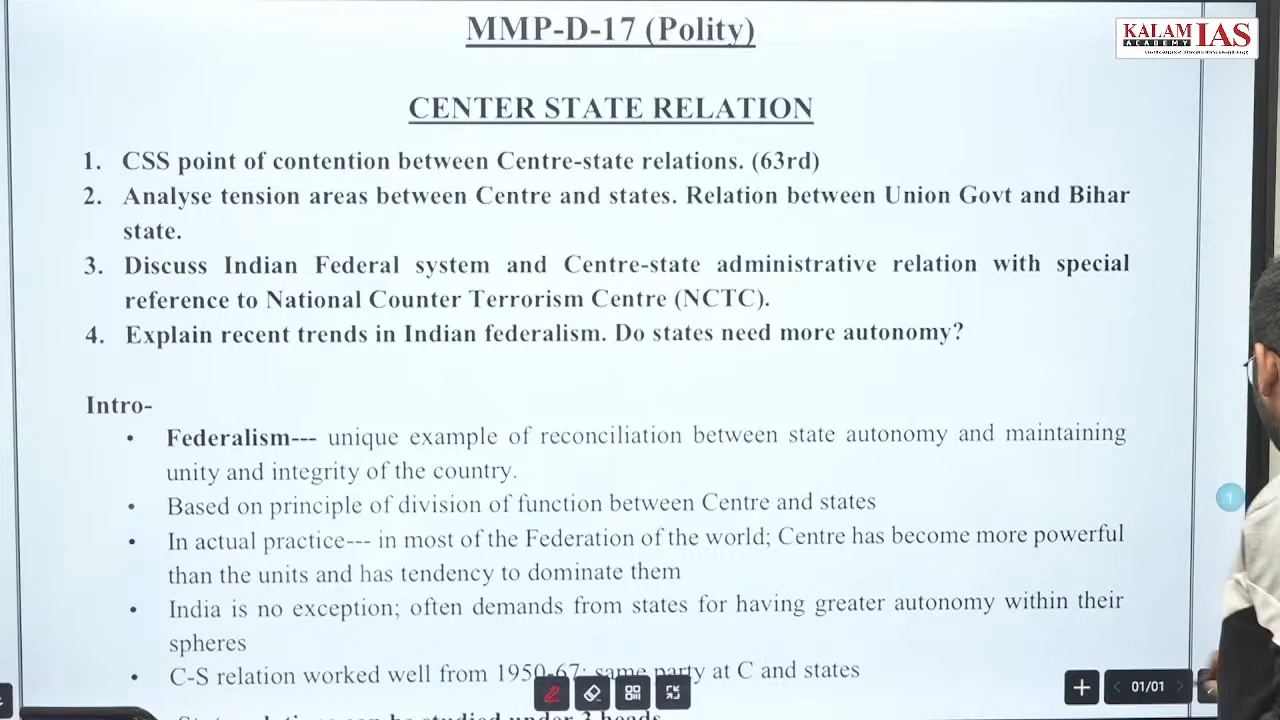 MMP-D-17 (Polity)
KALAM IAS
ACADEMY
CENTER STATE RELATION
1. CSS point of contention between Centre-state relations. (63rd)
2. Analyse tension areas between Centre and states. Relation between Union Govt and Bihar
state.
3. Discuss Indian Federal system and Centre-state administrative relation with special
reference to National Counter Terrorism Centre (NCTC).
4. Explain recent trends in Indian federalism. Do states need more autonomy?
Intro-
• Federalism--- unique example of reconciliation between state autonomy and maintaining
unity and integrity of the country.
• Based on principle of division of function between Centre and states
• In actual practice--- in most of the Federation of the world; Centre has become more powerful
than the units and has tendency to dominate them
• India is no exception; often demands from states for having greater autonomy within their
spheres
• C-S relation worked well from 1950-67; same party at C and states
1
01/01